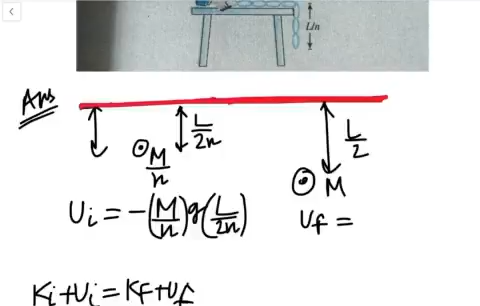 L/n
Ans
L/2n
M/n
L/2
M
Ui = -(M/n)g(L/2n)
Uf =
Ki+Ui = Kf+Uf